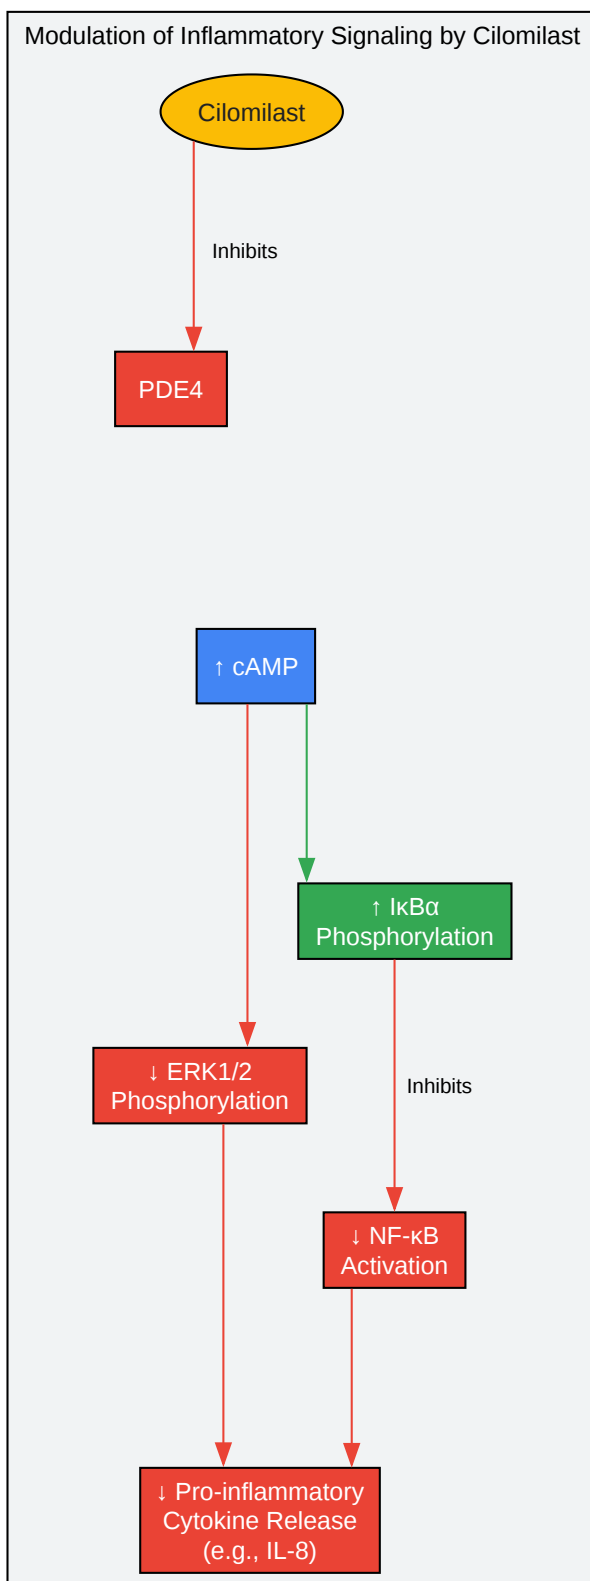 Modulation of Inflammatory Signaling by Cilomilast
Cilomilast
Inhibits
PDE4
↑ cAMP
↑ IκBα
Phosphorylation
↓ ERK1/2
Phosphorylation
Inhibits
↓ NF-κB
Activation
↓ Pro-inflammatory
Cytokine Release
(e.g., IL-8)